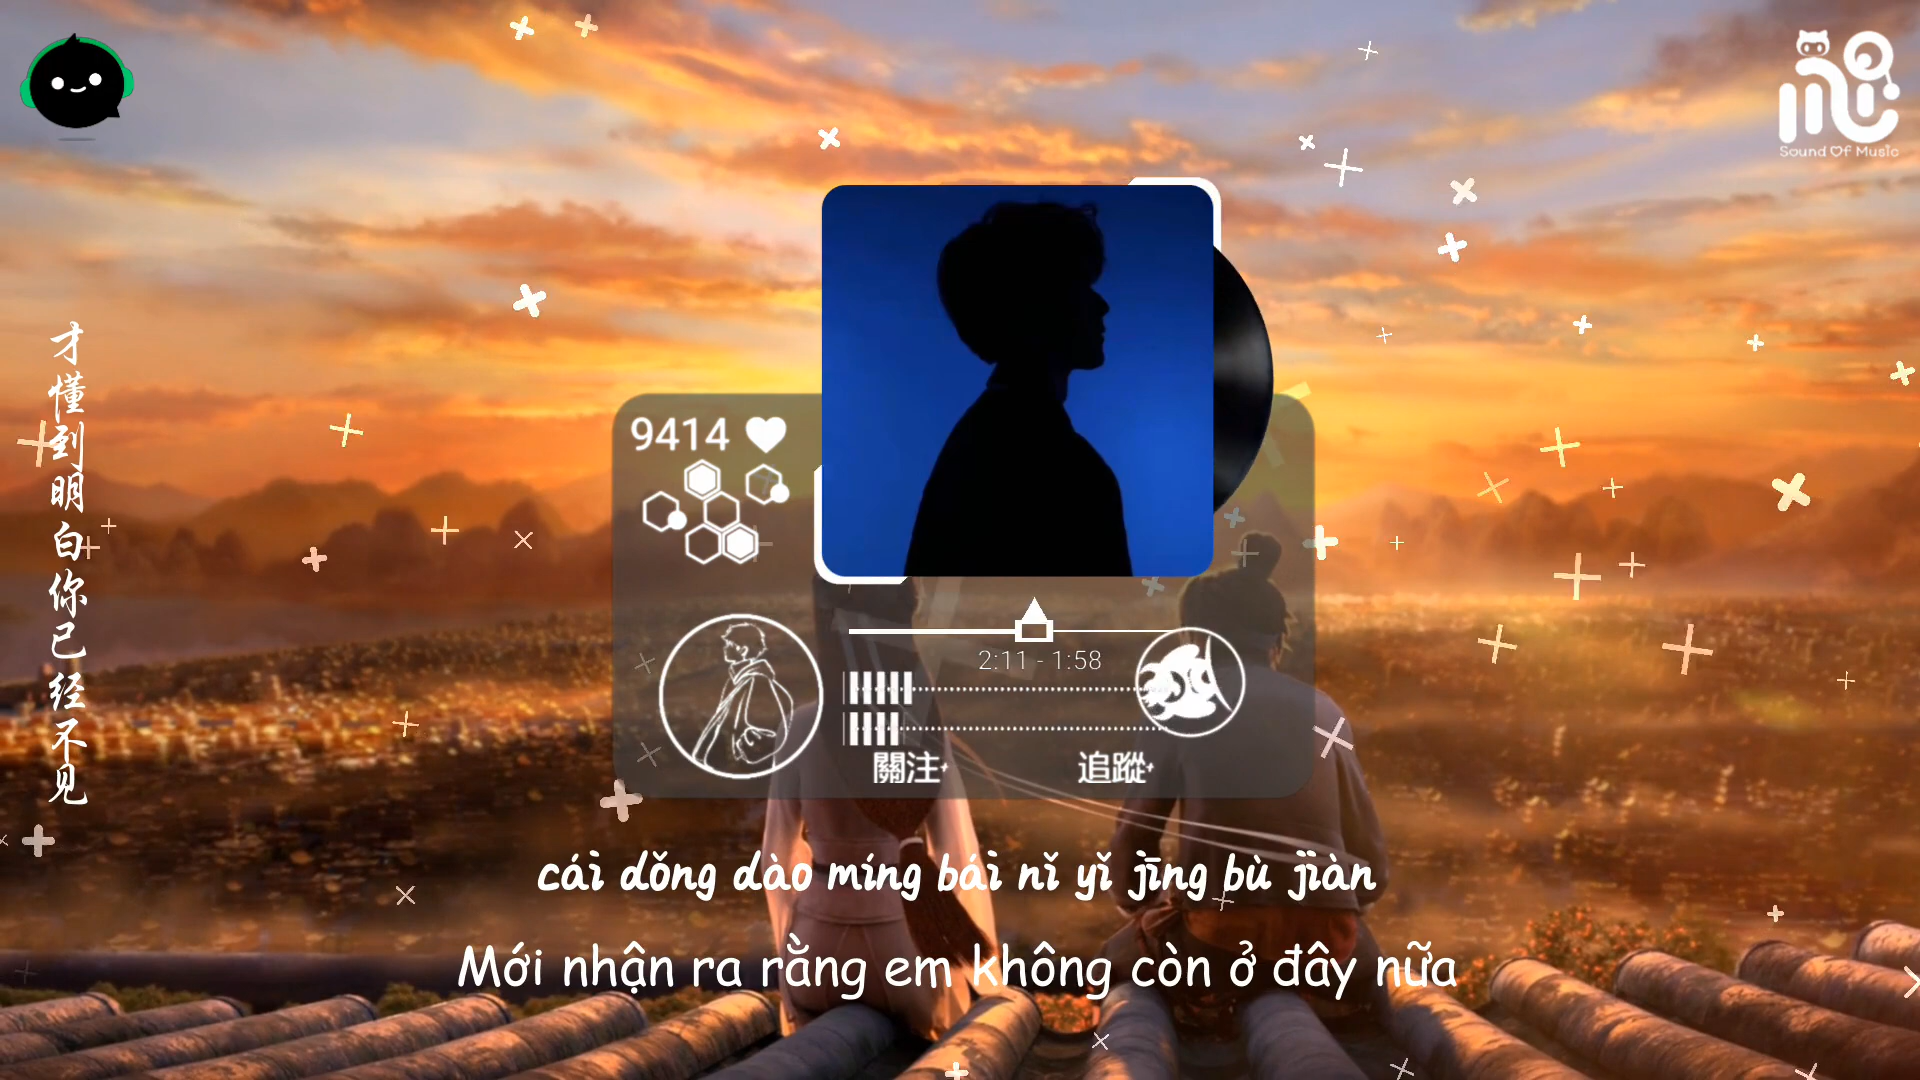 Sound Of Music
才懂到明白你已经不见
9414
2:11 - 1:58
關注
追蹤
cái dǒng dào míng bái nǐ yǐ jīng bù jiàn
Mới nhận ra rằng em không còn ở đây nữa